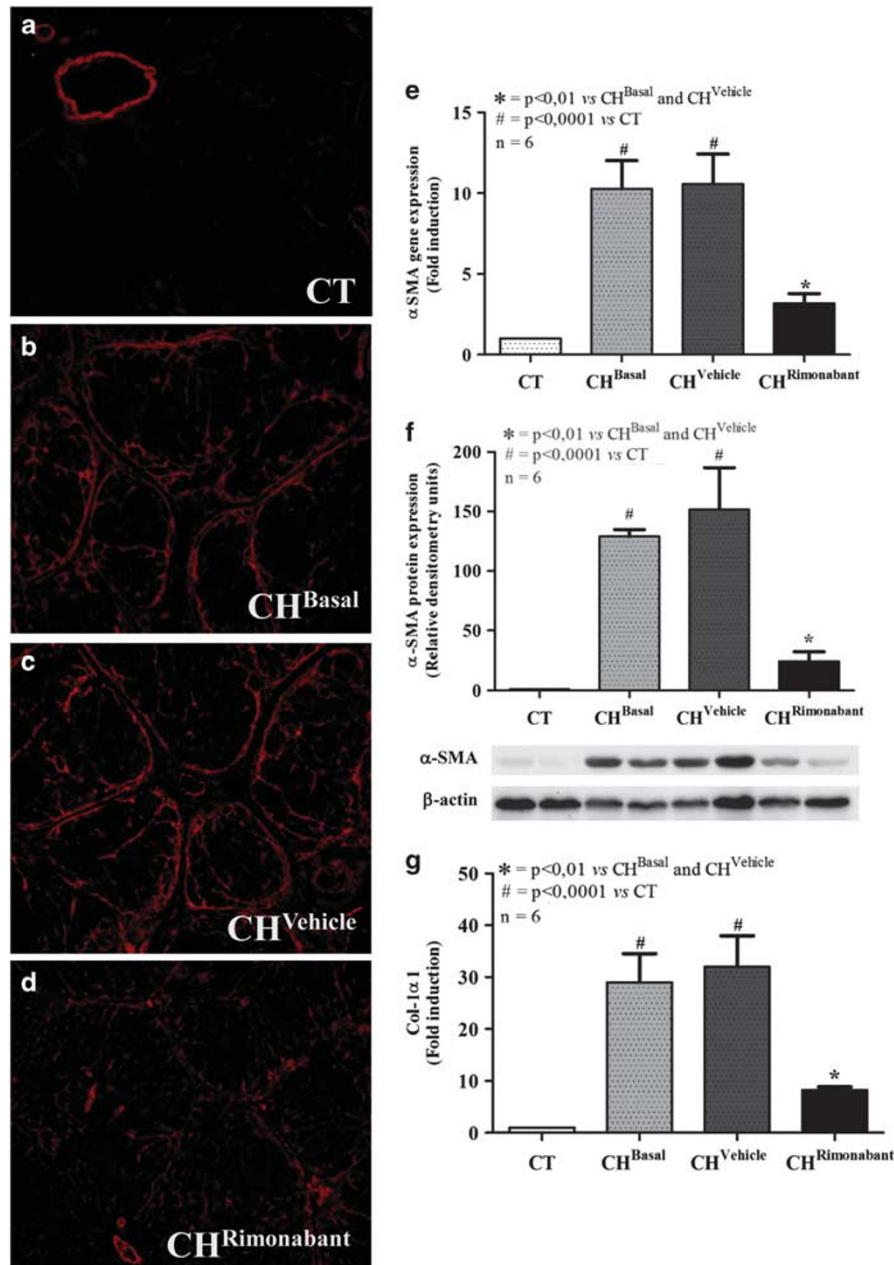 a
CT
b
CH^Basal
c
CH^Vehicle
d
CH^Rimonabant
e
* = p<0,01 vs CH^Basal and CH^Vehicle
# = p<0,0001 vs CT
n = 6
αSMA gene expression
(Fold induction)
15
10
5
0
#
#
*
CT CH^Basal CH^Vehicle CH^Rimonabant
f
* = p<0,01 vs CH^Basal and CH^Vehicle
# = p<0,0001 vs CT
n = 6
α-SMA protein expression
(Relative densitometry units)
200
150
100
50
0
#
#
*
CT CH^Basal CH^Vehicle CH^Rimonabant
α-SMA
β-actin
g
* = p<0,01 vs CH^Basal and CH^Vehicle
# = p<0,0001 vs CT
n = 6
Col-1α1
(Fold induction)
50
40
30
20
10
0
#
#
*
CT CH^Basal CH^Vehicle CH^Rimonabant